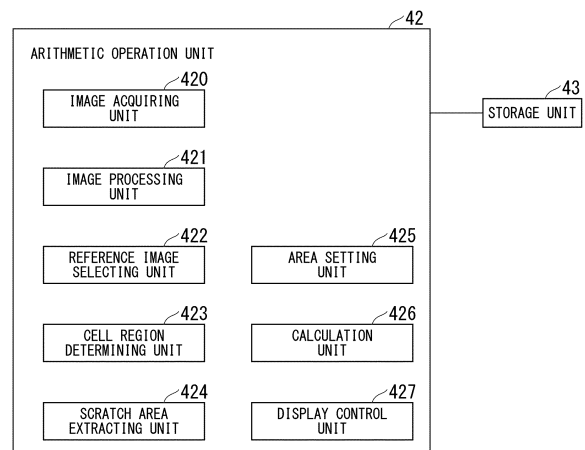 42
ARITHMETIC OPERATION UNIT
420
IMAGE ACQUIRING
UNIT
43
STORAGE UNIT
421
IMAGE PROCESSING
UNIT
422
REFERENCE IMAGE
SELECTING UNIT
425
AREA SETTING
UNIT
423
CELL REGION
DETERMINING UNIT
426
CALCULATION
UNIT
424
SCRATCH AREA
EXTRACTING UNIT
427
DISPLAY CONTROL
UNIT